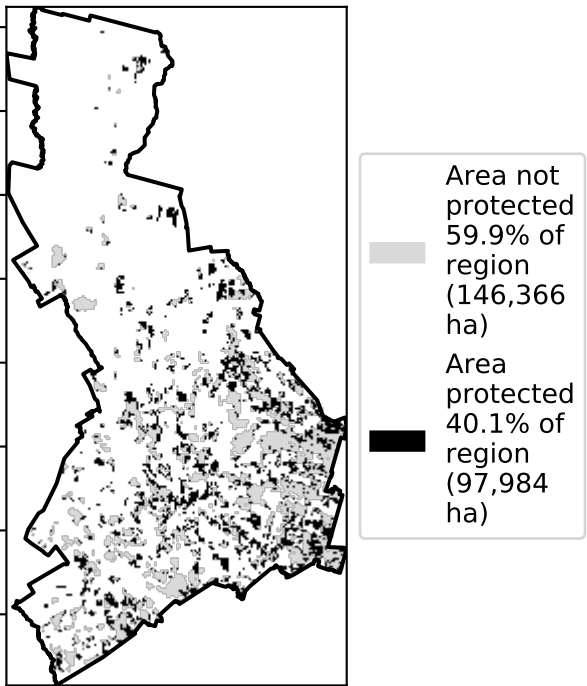 Area not
protected
59.9% of
region
(146,366
ha)
Area
protected
40.1% of
region
(97,984
ha)